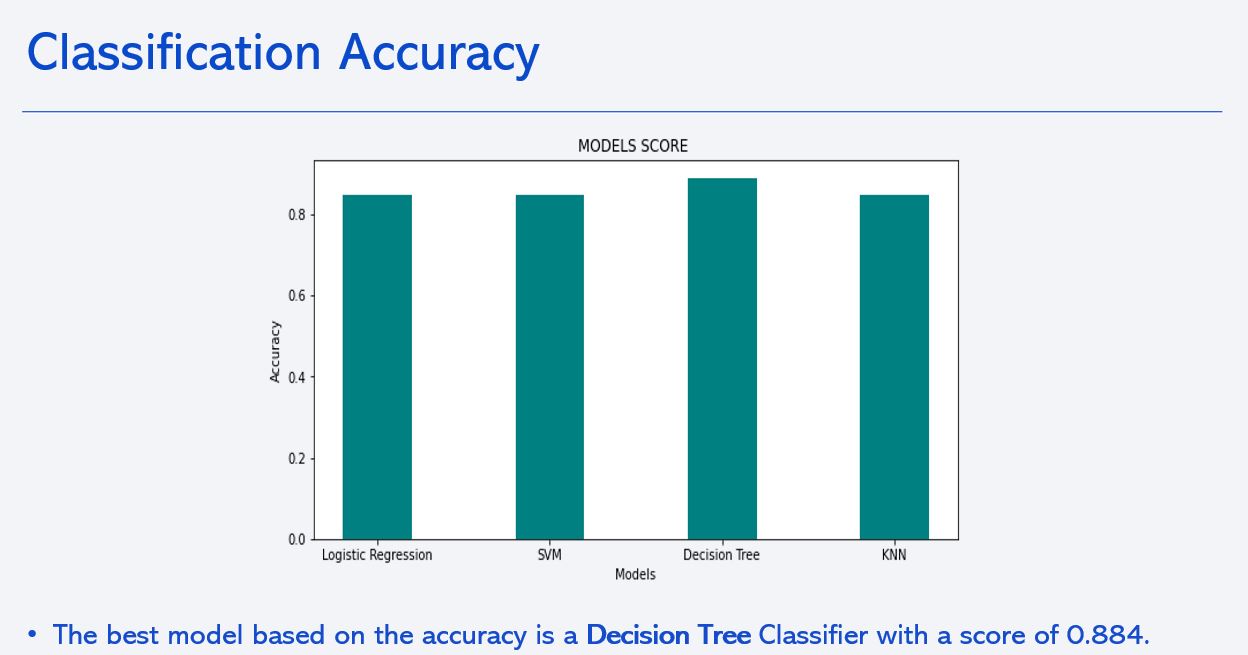 Classification Accuracy
MODELS SCORE
0.8
0.6
0.4
0.2
0.0
Accuracy
Logistic Regression SVM Decision Tree KNN
Models
• The best model based on the accuracy is a Decision Tree Classifier with a score of 0.884.